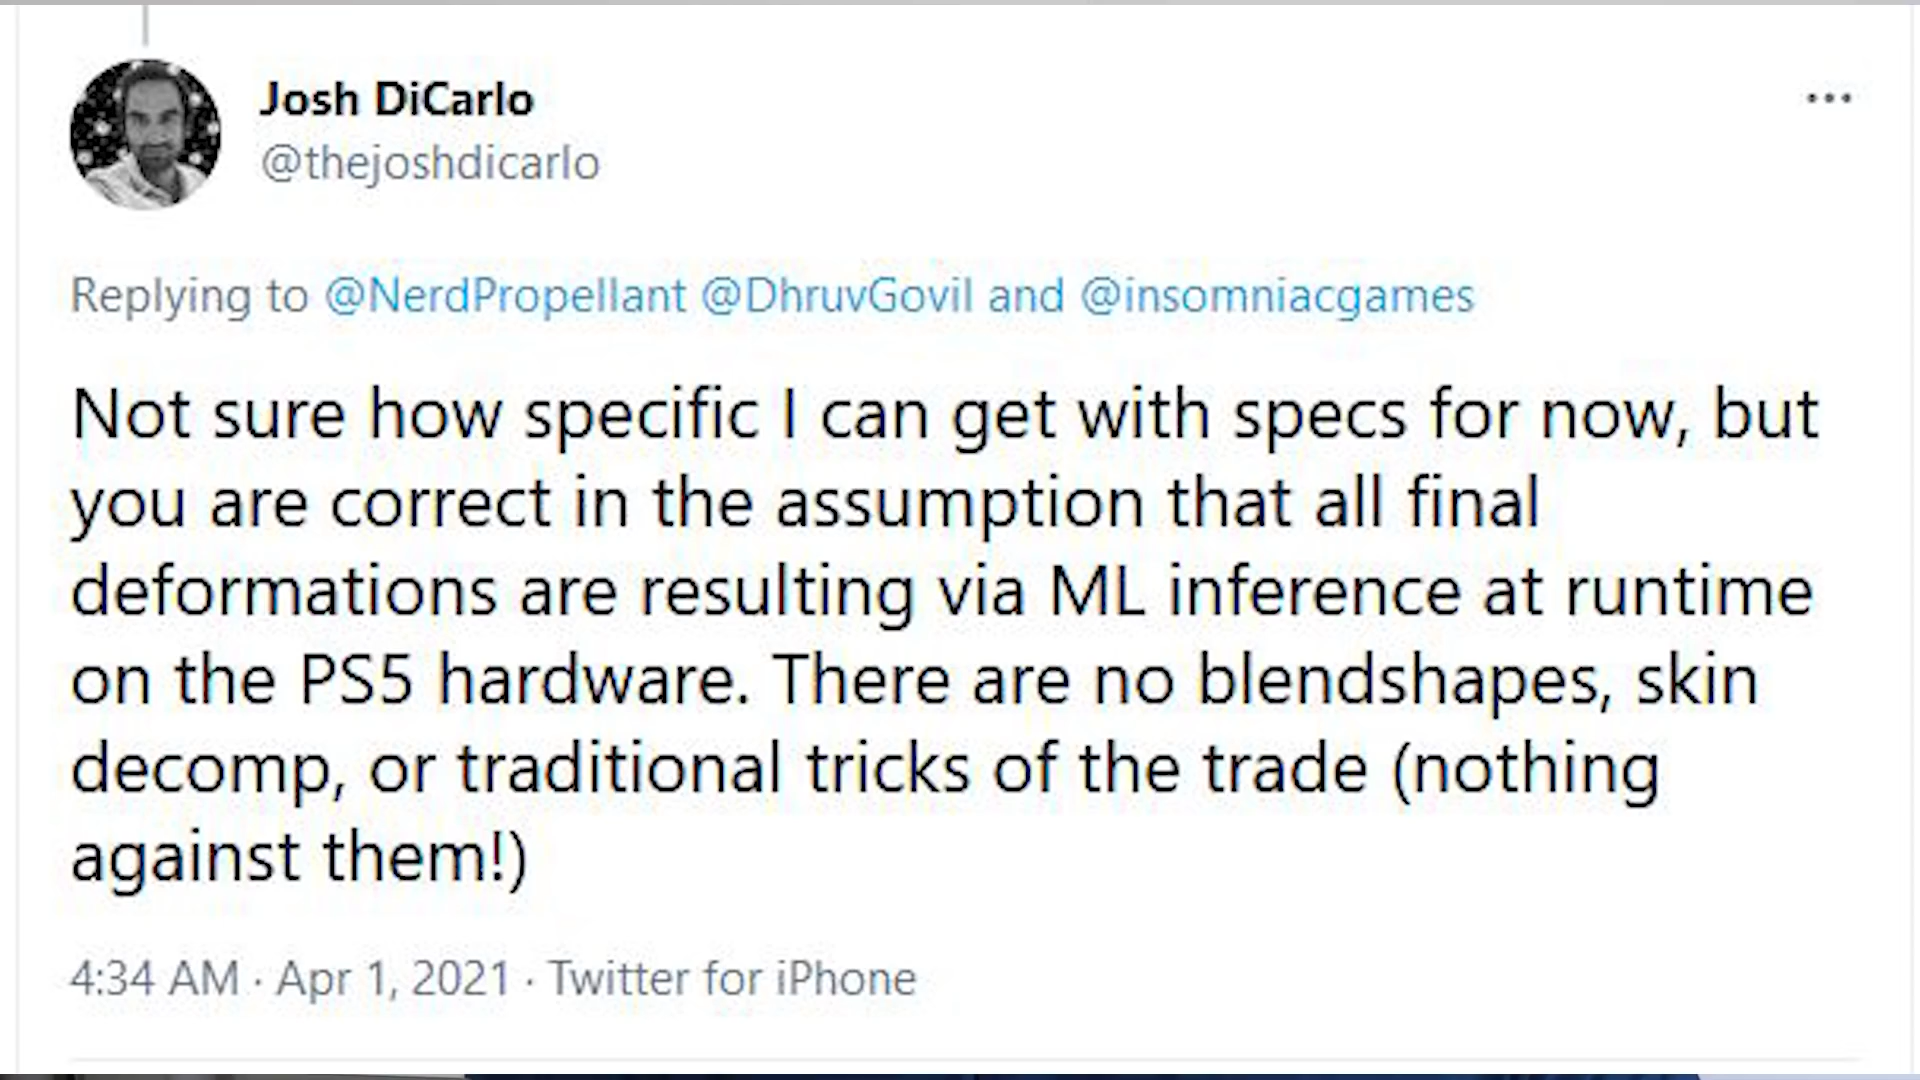 Josh DiCarlo
@thejoshdicarlo
Replying to @NerdPropellant @DhruvGovil and @insomniacgames
Not sure how specific I can get with specs for now, but
you are correct in the assumption that all final
deformations are resulting via ML inference at runtime
on the PS5 hardware. There are no blendshapes, skin
decomp, or traditional tricks of the trade (nothing
against them!)
4:34 AM · Apr 1, 2021 · Twitter for iPhone